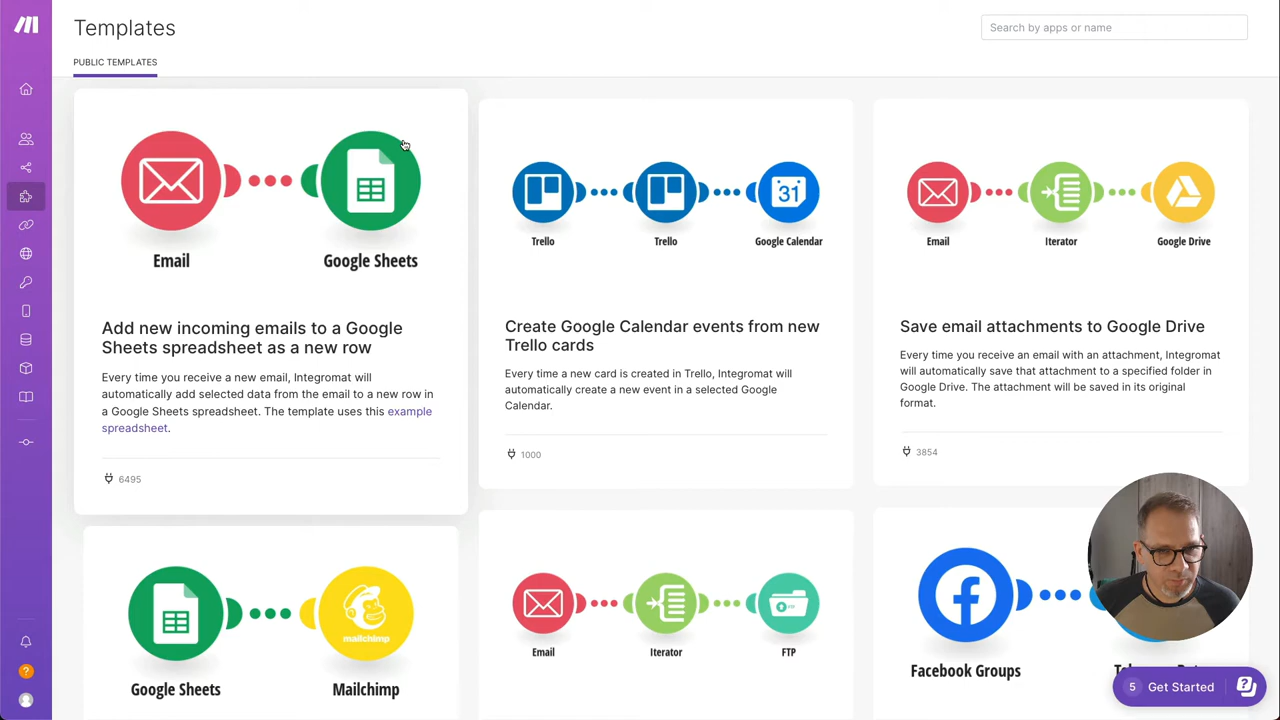 Templates
Search by apps or name
PUBLIC TEMPLATES
Email
Google Sheets
Add new incoming emails to a Google
Sheets spreadsheet as a new row
Every time you receive a new email, Integromat will
automatically add selected data from the email to a new row in
a Google Sheets spreadsheet. The template uses this example
spreadsheet.
6495
Trello
Trello
31
Google Calendar
Create Google Calendar events from new
Trello cards
Every time a new card is created in Trello, Integromat will
automatically create a new event in a selected Google
Calendar.
1000
Email
Iterator
Google Drive
Save email attachments to Google Drive
Every time you receive an email with an attachment, Integromat
will automatically save that attachment to a specified folder in
Google Drive. The attachment will be saved in its original
format.
3854
mailchimp
Google Sheets
Mailchimp
Email
Iterator
FTP
Facebook Groups
5 Get Started